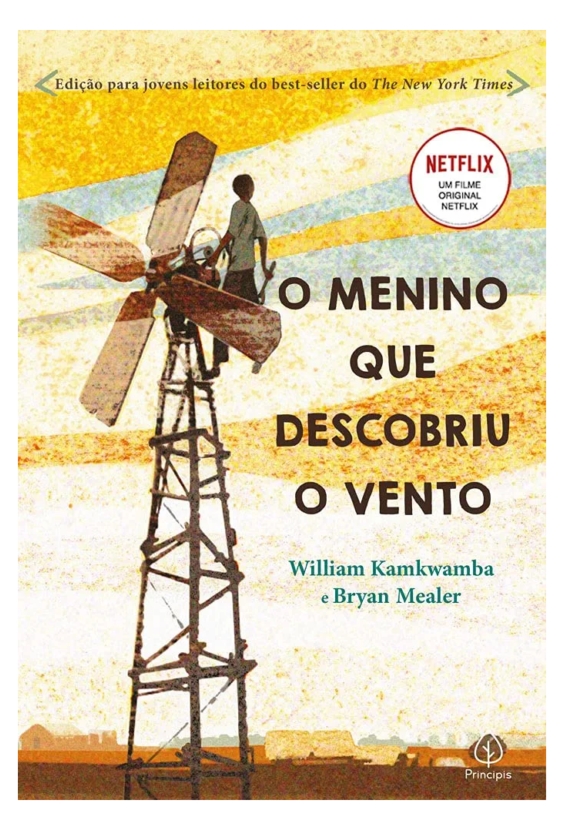 Edição para jovens leitores do best-seller do The New York Times
NETFLIX
UM FILME
ORIGINAL
NETFLIX
O MENINO
QUE
DESCOBRIU
O VENTO
William Kamkwamba
e Bryan Mealer
Principis